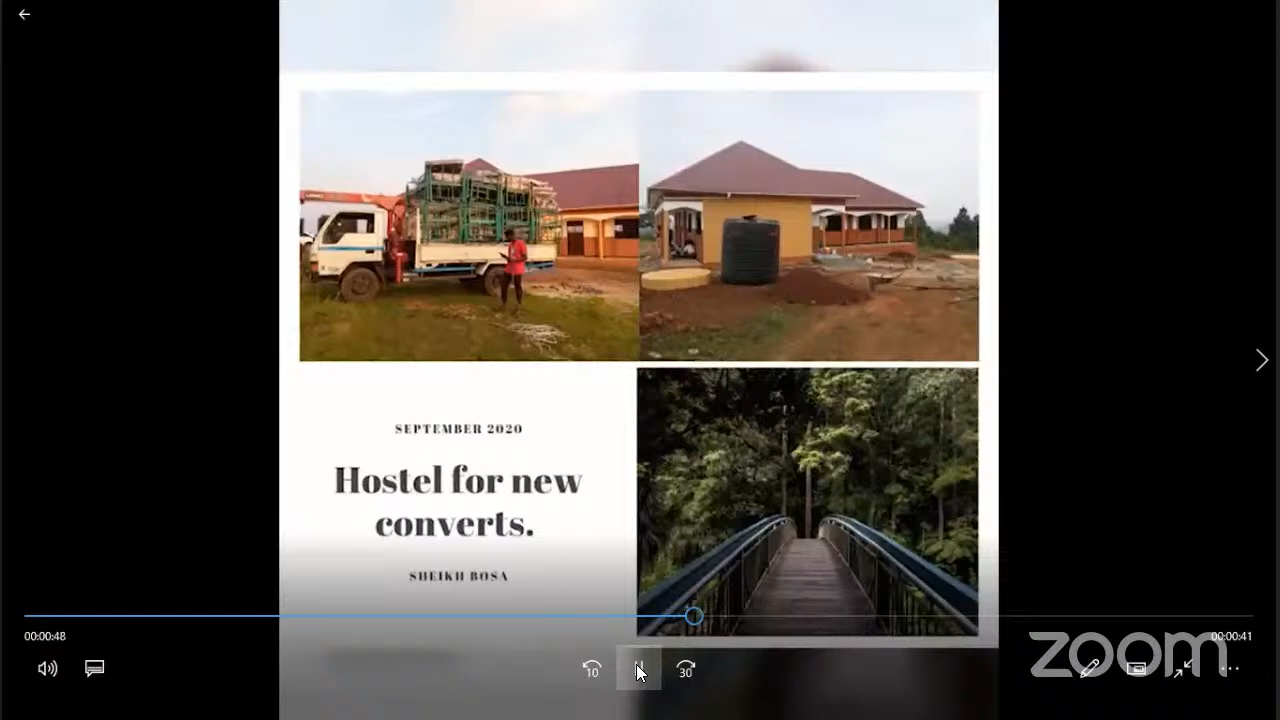 SEPTEMBER 2020
Hostel for new
converts.
SHEIKH BOSA
00:00:48
00:00:41
10
30
zoom